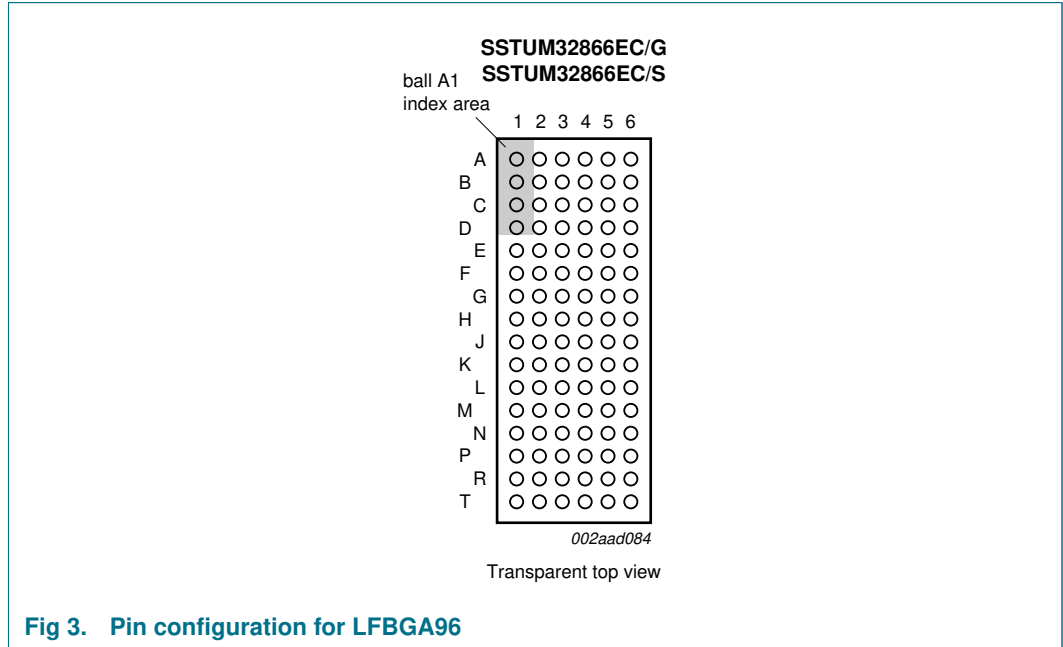 SSTUM32866EC/G
SSTUM32866EC/S
ball A1
index area
1 2 3 4 5 6
A
B
C
D
E
F
G
H
J
K
L
M
N
P
R
T
002aad084
Transparent top view
Fig 3. Pin configuration for LFBGA96